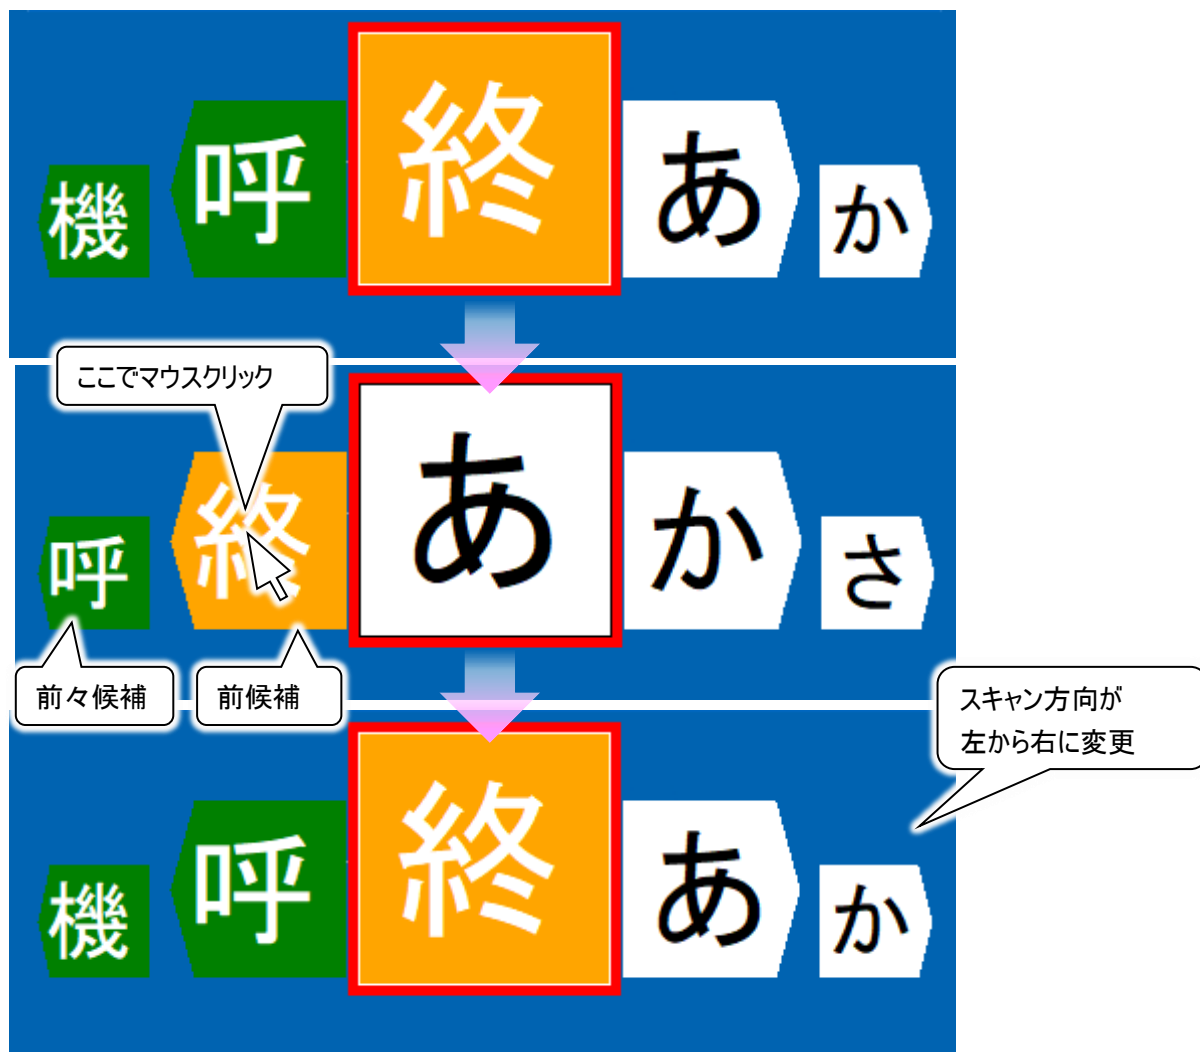 機 呼 終 あ か
ここでマウスクリック
呼 終 あ か さ
前々候補 前候補
スキャン方向が
左から右に変更
機 呼 終 あ か